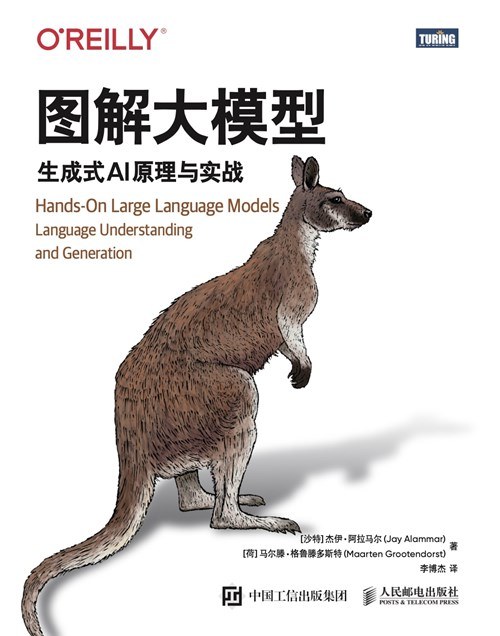 O'REILLY®
TURING
图解大模型
生成式AI原理与实战
Hands-On Large Language Models
Language Understanding
and Generation
[沙特] 杰伊·阿拉马尔 (Jay Alammar)
[荷] 马尔滕·格鲁滕多斯特 (Maarten Grootendorst) 著
李博杰 译
中国工信出版集团
人民邮电出版社
POSTS & TELECOM PRESS